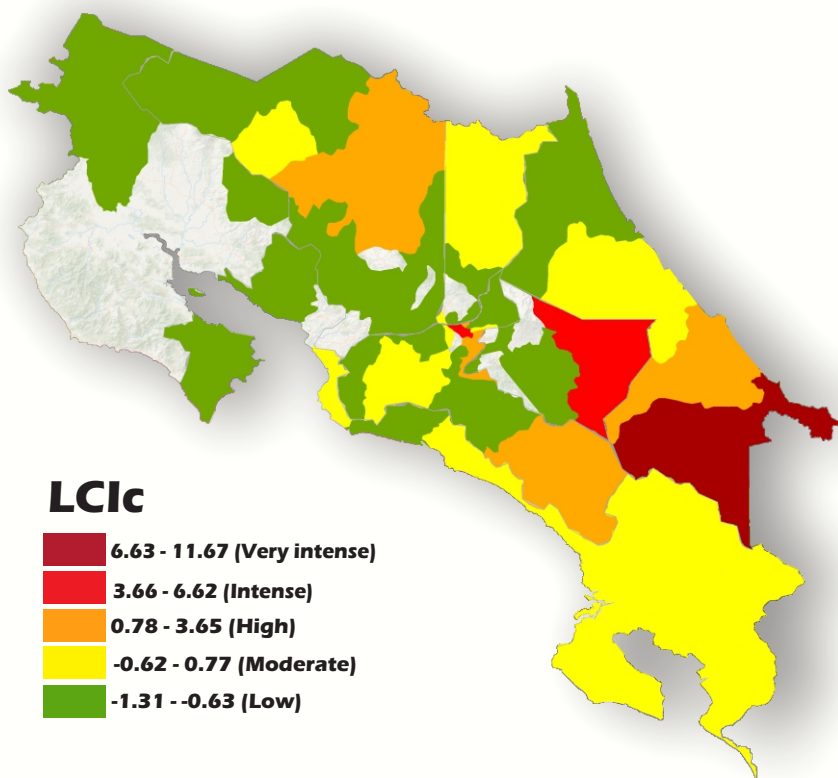 LCIc
6.63 - 11.67 (Very intense)
3.66 - 6.62 (Intense)
0.78 - 3.65 (High)
-0.62 - 0.77 (Moderate)
-1.31 - -0.63 (Low)